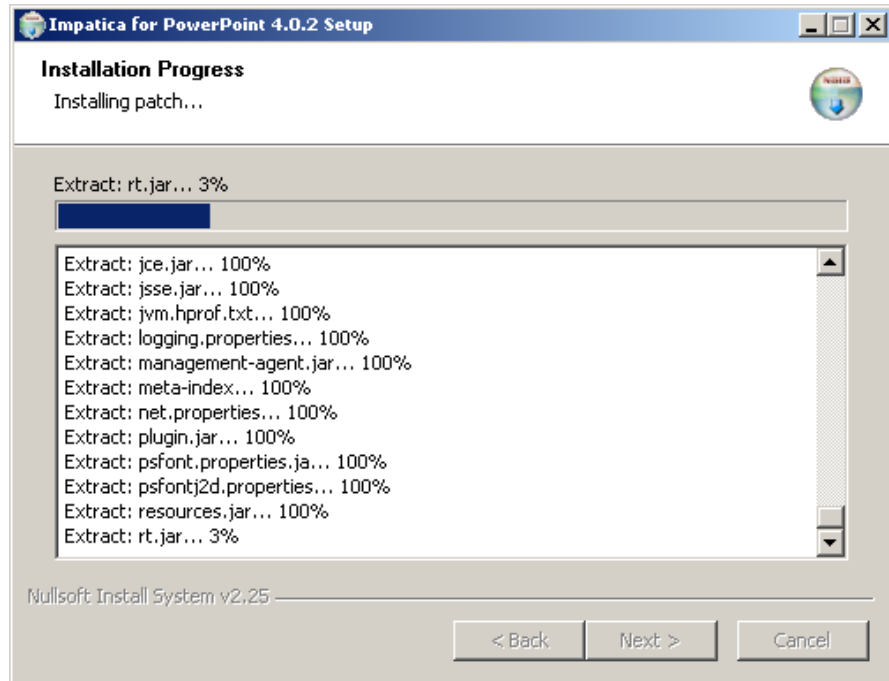 Impatica for PowerPoint 4.0.2 Setup
Installation Progress
Installing patch...
Extract: rt.jar... 3%
Extract: jce.jar... 100%
Extract: jsse.jar... 100%
Extract: jvm.hprof.txt... 100%
Extract: logging.properties... 100%
Extract: management-agent.jar... 100%
Extract: meta-index... 100%
Extract: net.properties... 100%
Extract: plugin.jar... 100%
Extract: psfont.properties.ja... 100%
Extract: psfontj2d.properties... 100%
Extract: resources.jar... 100%
Extract: rt.jar... 3%
Nullsoft Install System v2.25
< Back Next > Cancel